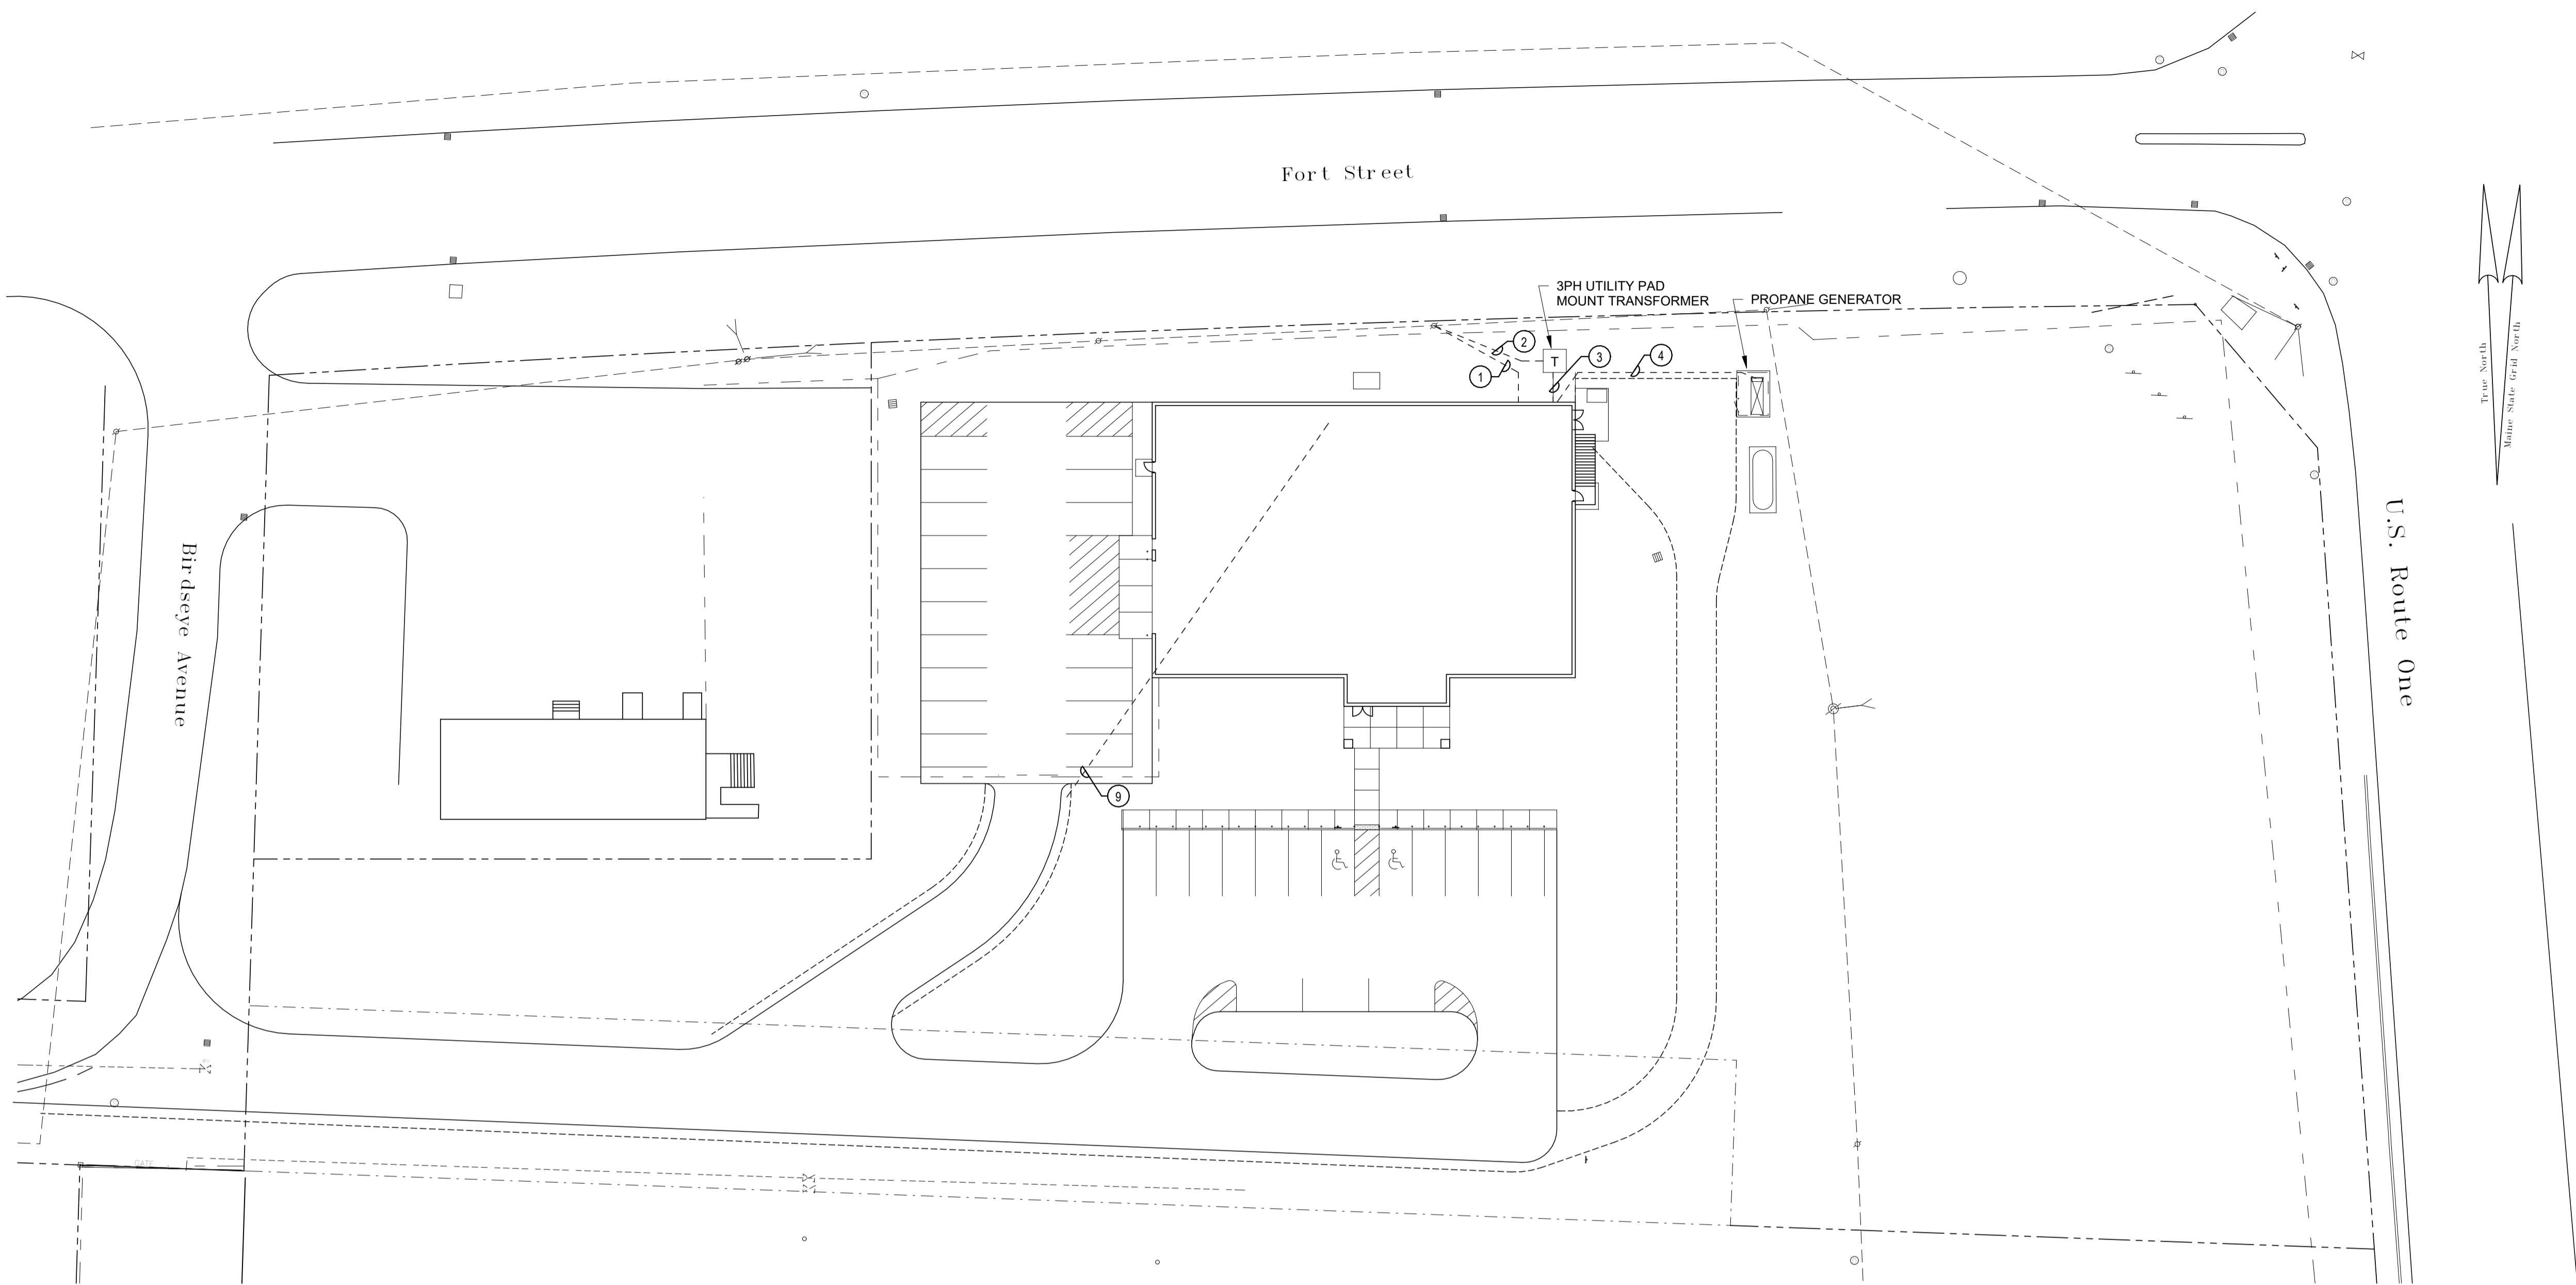 Fort Street
3PH UTILITY PAD
MOUNT TRANSFORMER
PROPANE GENERATOR
2
T
3
4
1
True North
Maine State Grid North
U.S. Route One
Birdseye Avenue
9
GATE